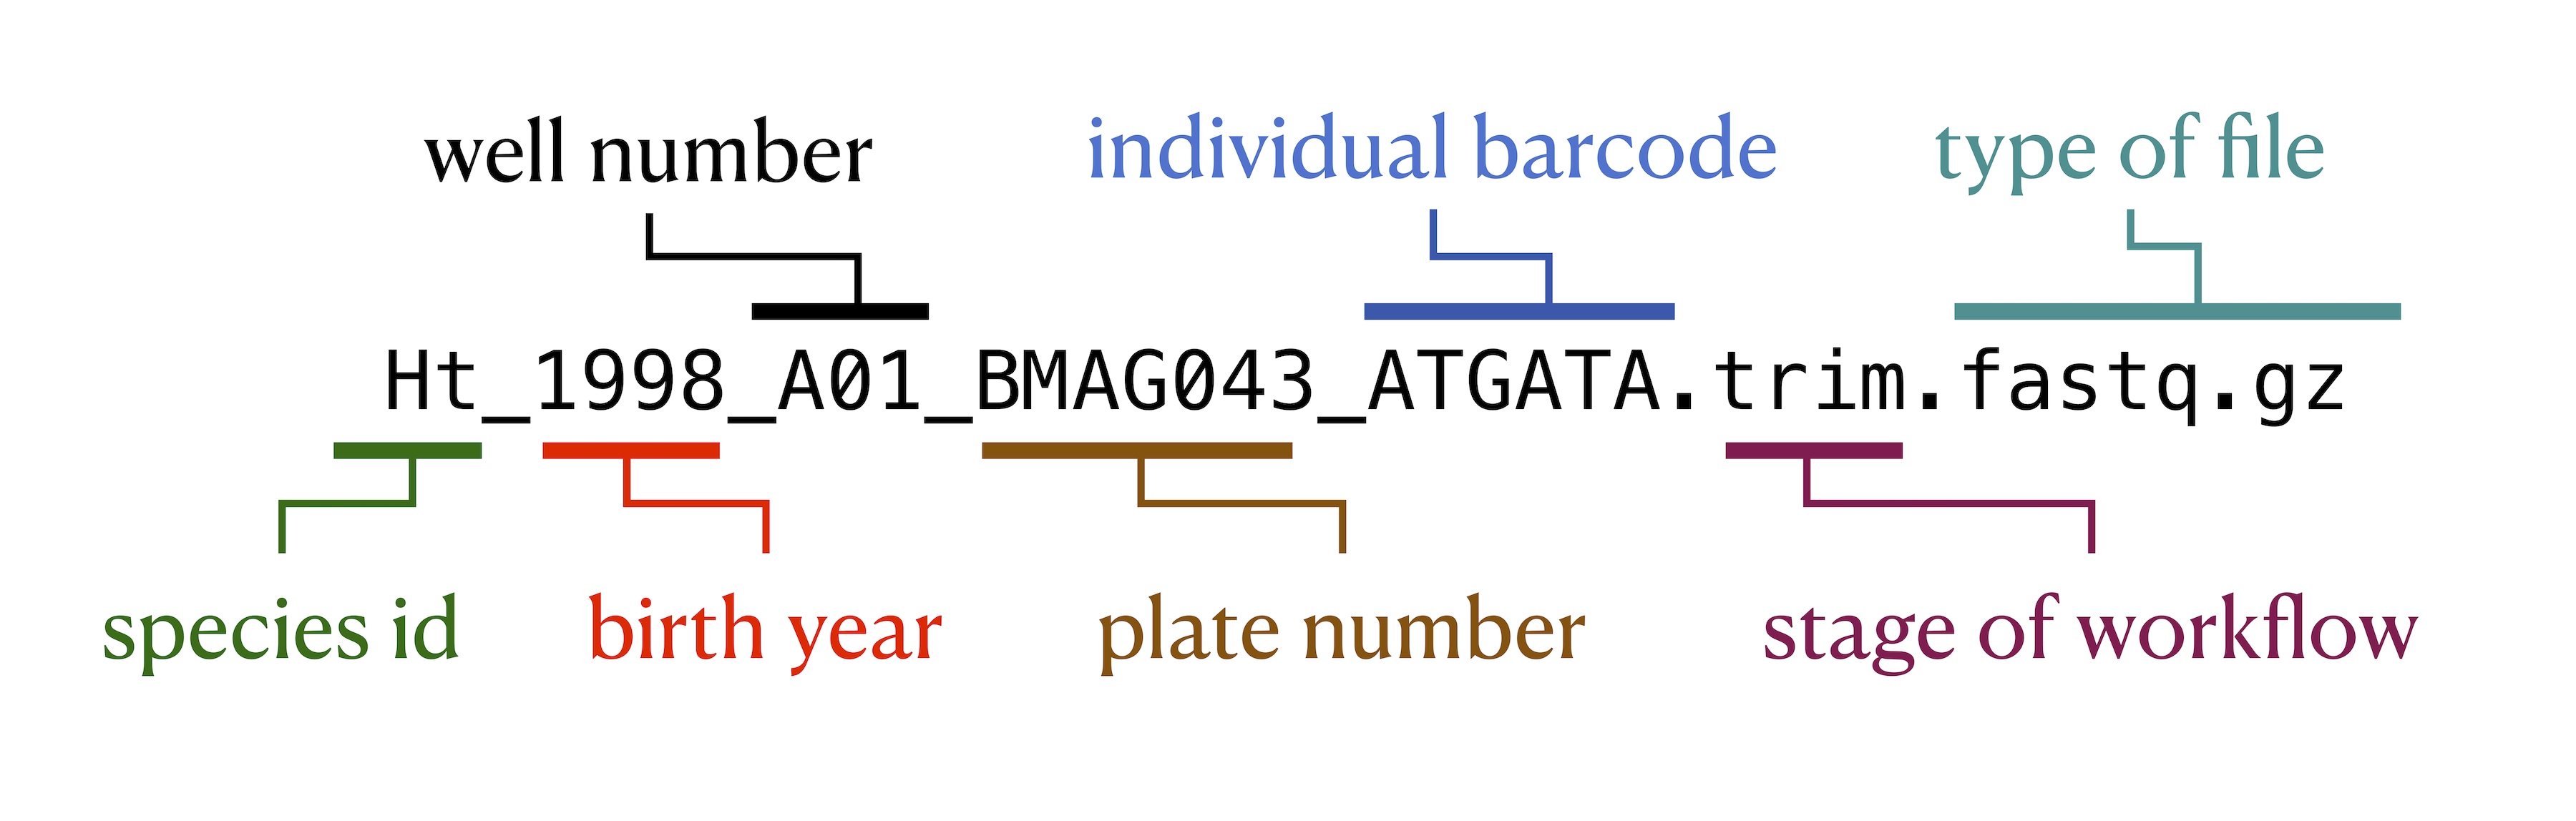 well number individual barcode type of file
Ht_1998_A01_BMAG043_ATGATA.trim.fastq.gz
species id birth year plate number stage of workflow